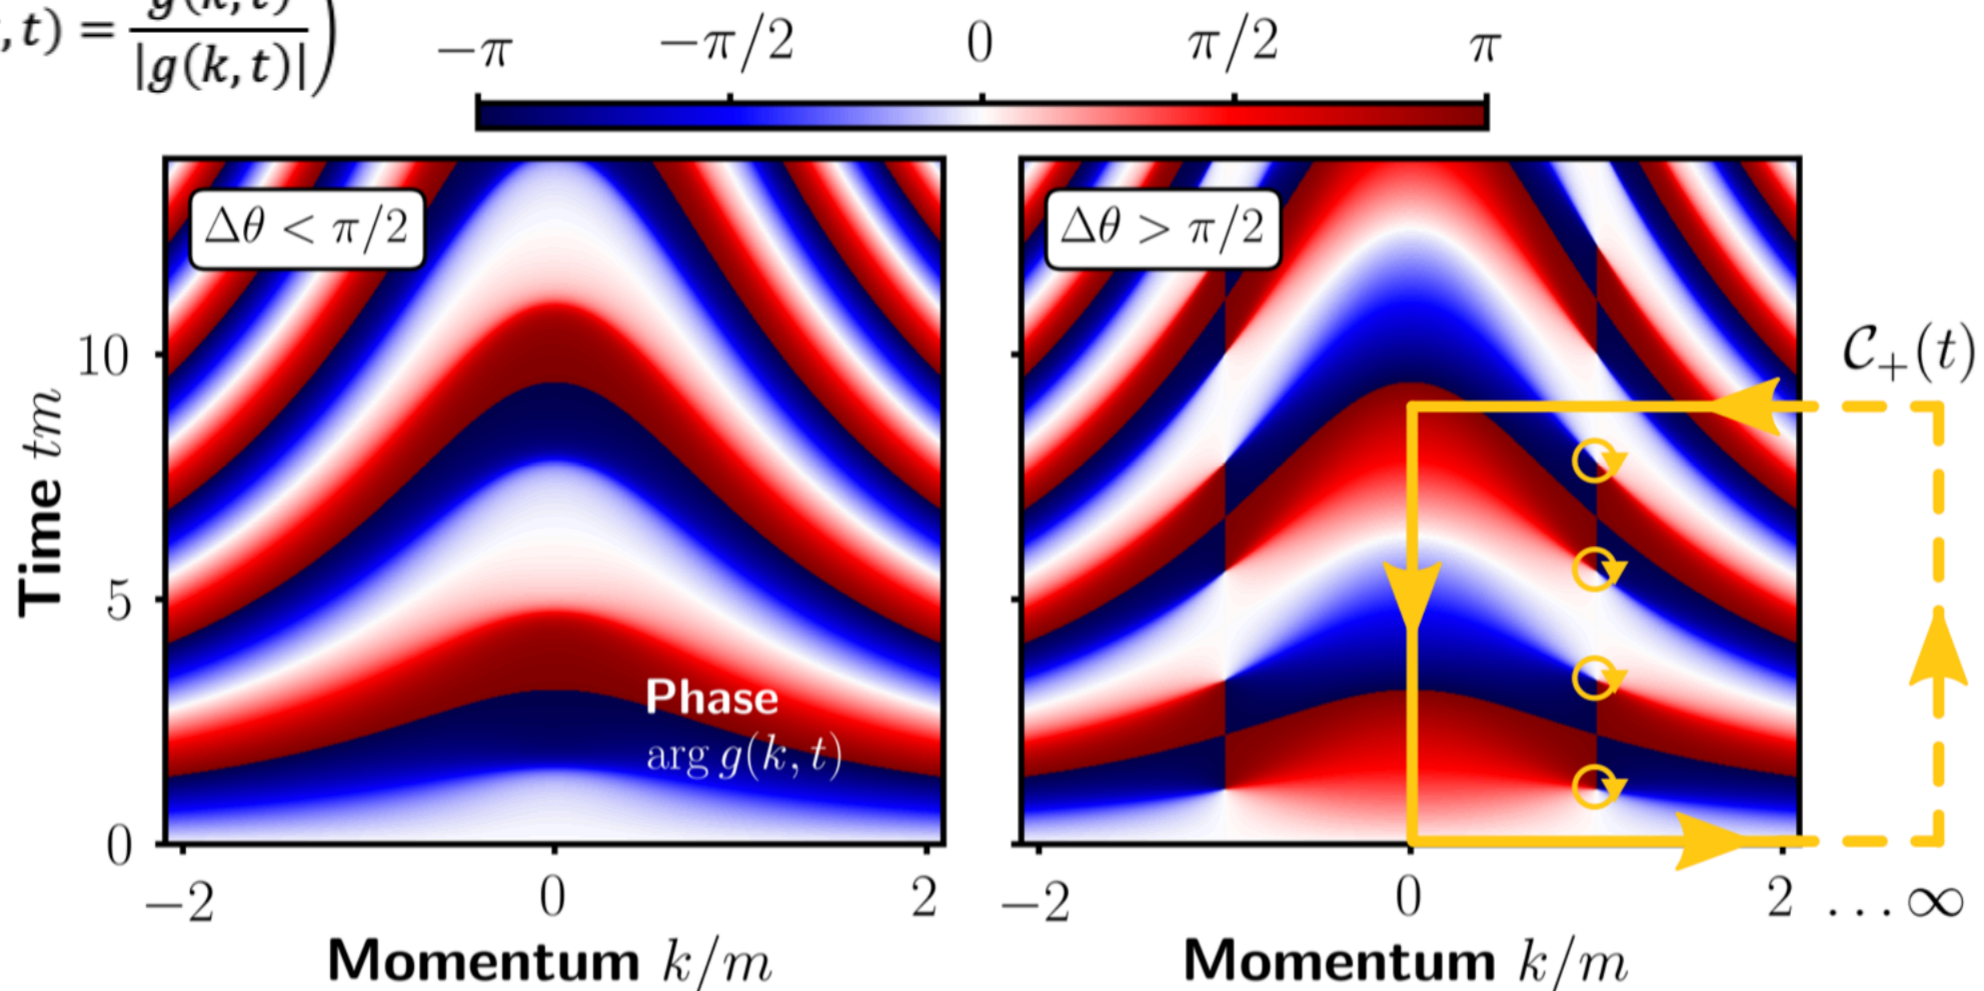 , t) = g(k, t) / |g(k, t)| )
−π −π/2 0 π/2 π
Δθ < π/2
Δθ > π/2
C₊(t)
10
5
0
Time tm
Phase
arg g(k, t)
−2 0 2
−2 0 2 ...∞
Momentum k/m
Momentum k/m